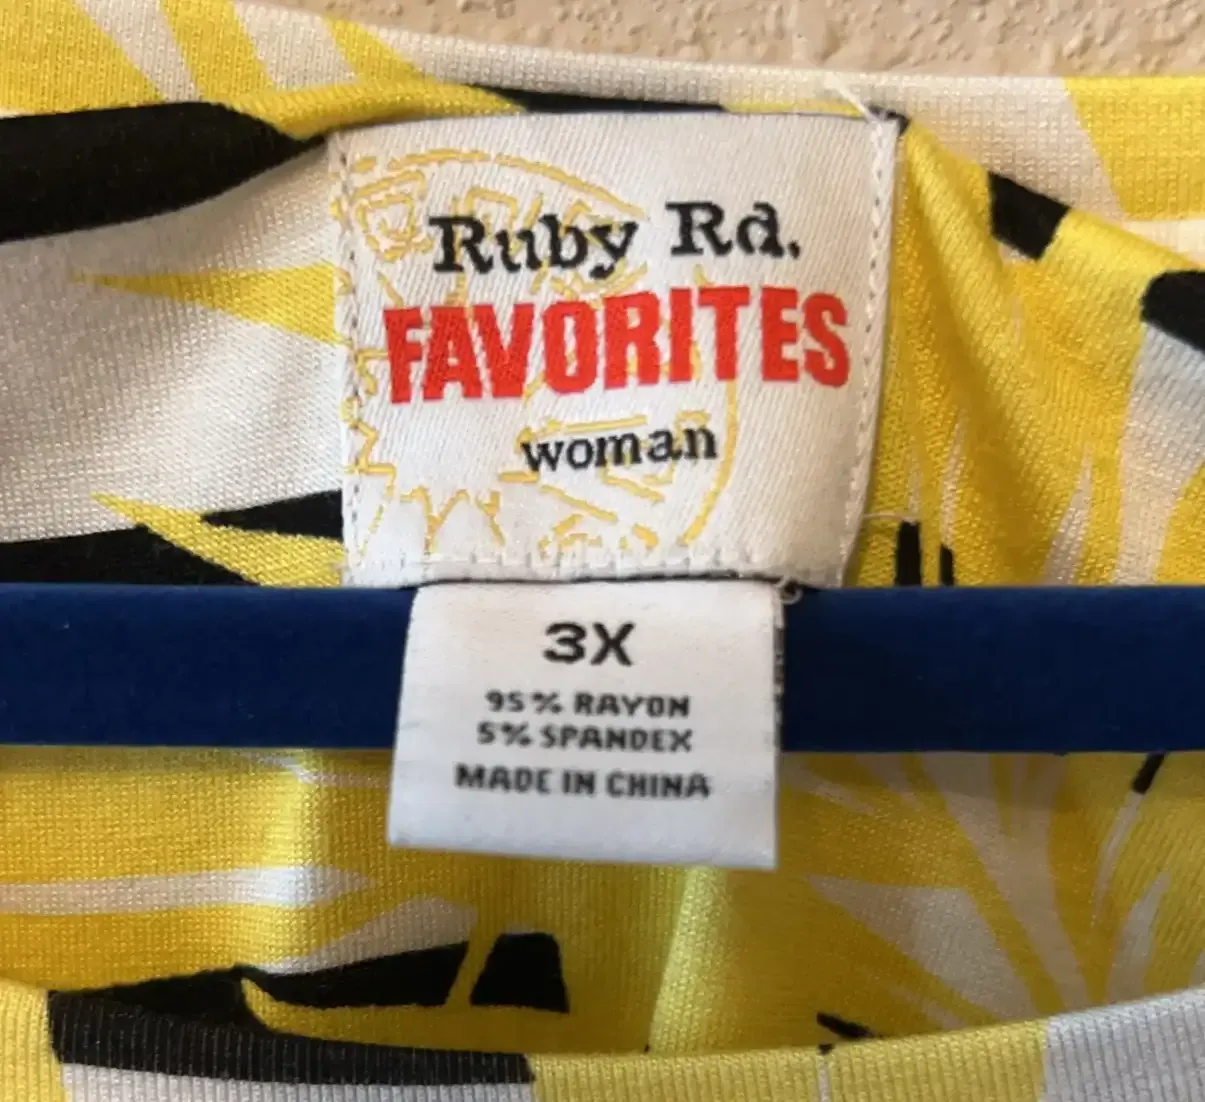 Ruby Rd.
FAVORITES
woman
3X
95% RAYON
5% SPANDEX
MADE IN CHINA